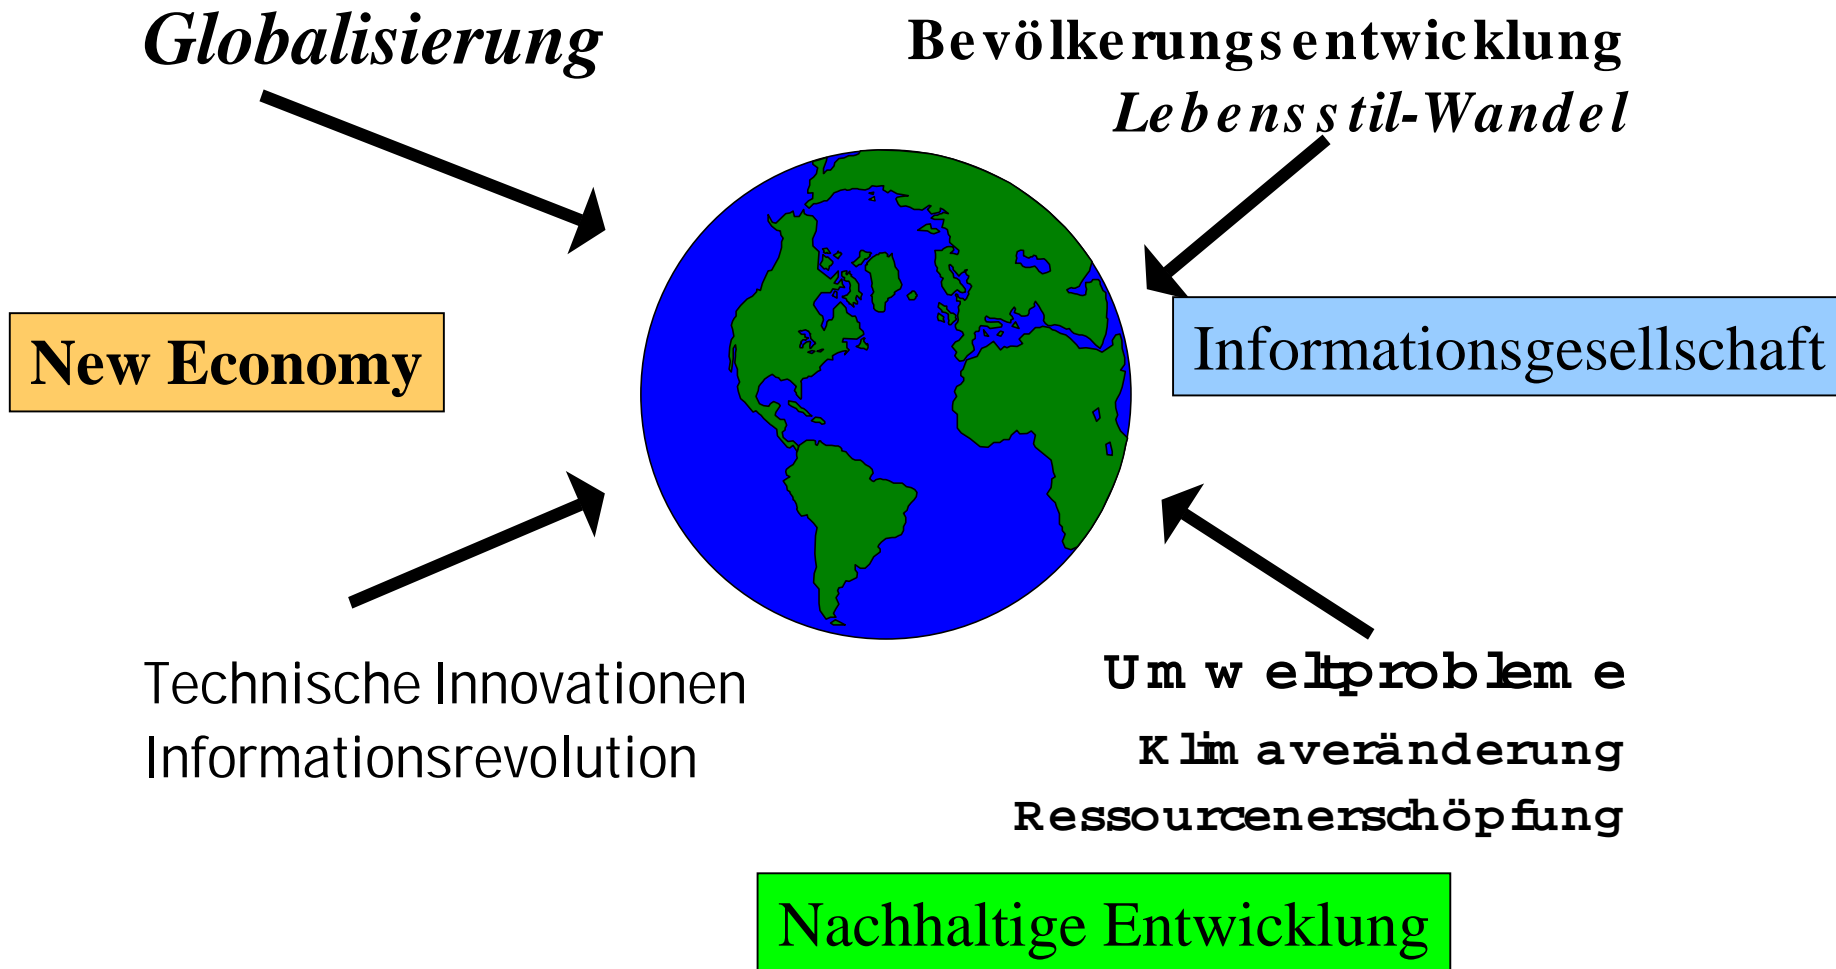 Globalisierung
Bevölkerungsentwicklung
Lebensstil-Wandel
New Economy
Informationsgesellschaft
Technische Innovationen
Informationsrevolution
Umweltprobleme
Klimaveränderung
Ressourcenerschöpfung
Nachhaltige Entwicklung